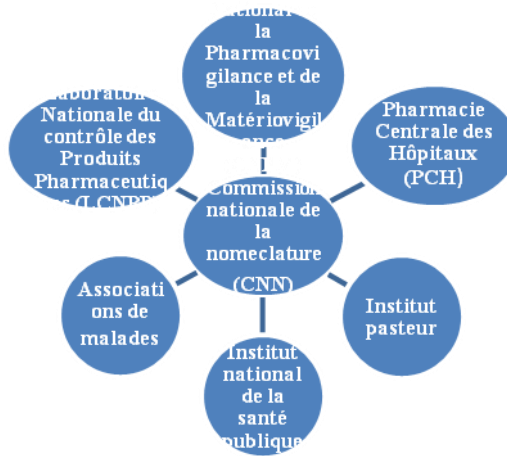 la
Pharmacovi
gilance et de
la
Matériovigil
Nationale du
contrôle des
Produits
Pharmaceutiq
Pharmacie
Centrale des
Hôpitaux
(PCH)
Commission
nationale de
la
nomeclature
(CNN)
Associati
ons de
malades
Institut
pasteur
Institut
national
de la
santé
publique